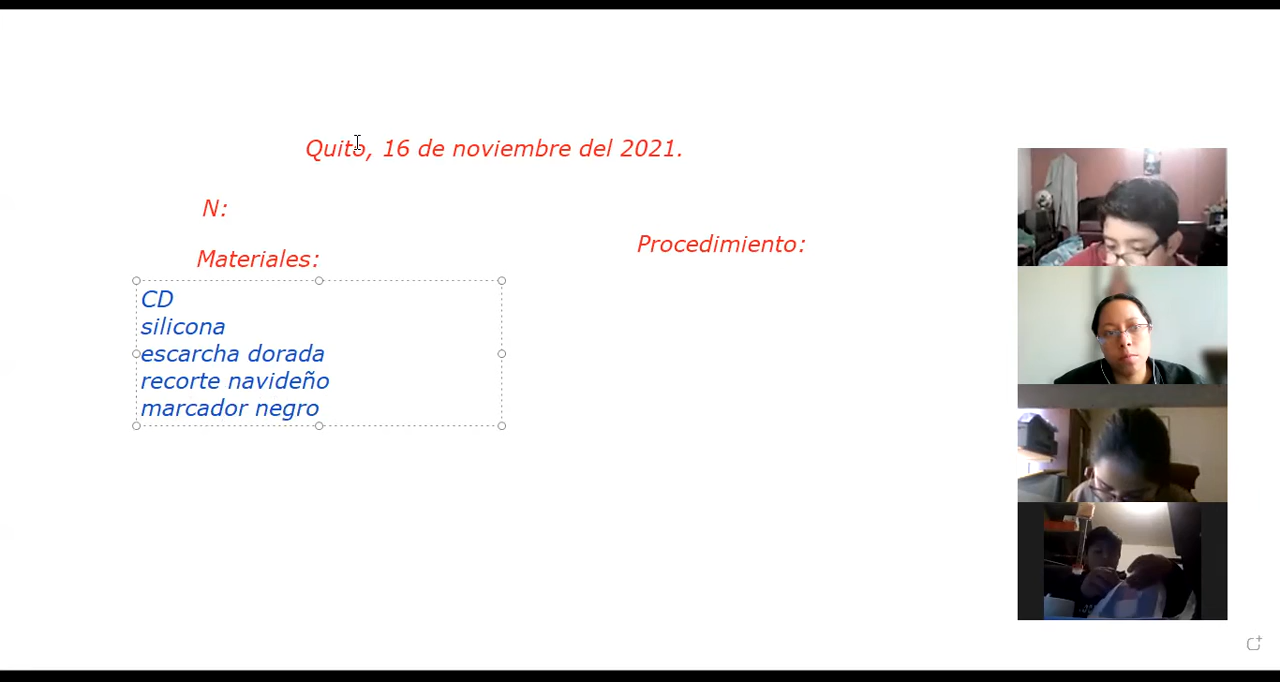 Quito, 16 de noviembre del 2021.
N:
Materiales:
CD
silicona
escarcha dorada
recorte navideño
marcador negro
Procedimiento: